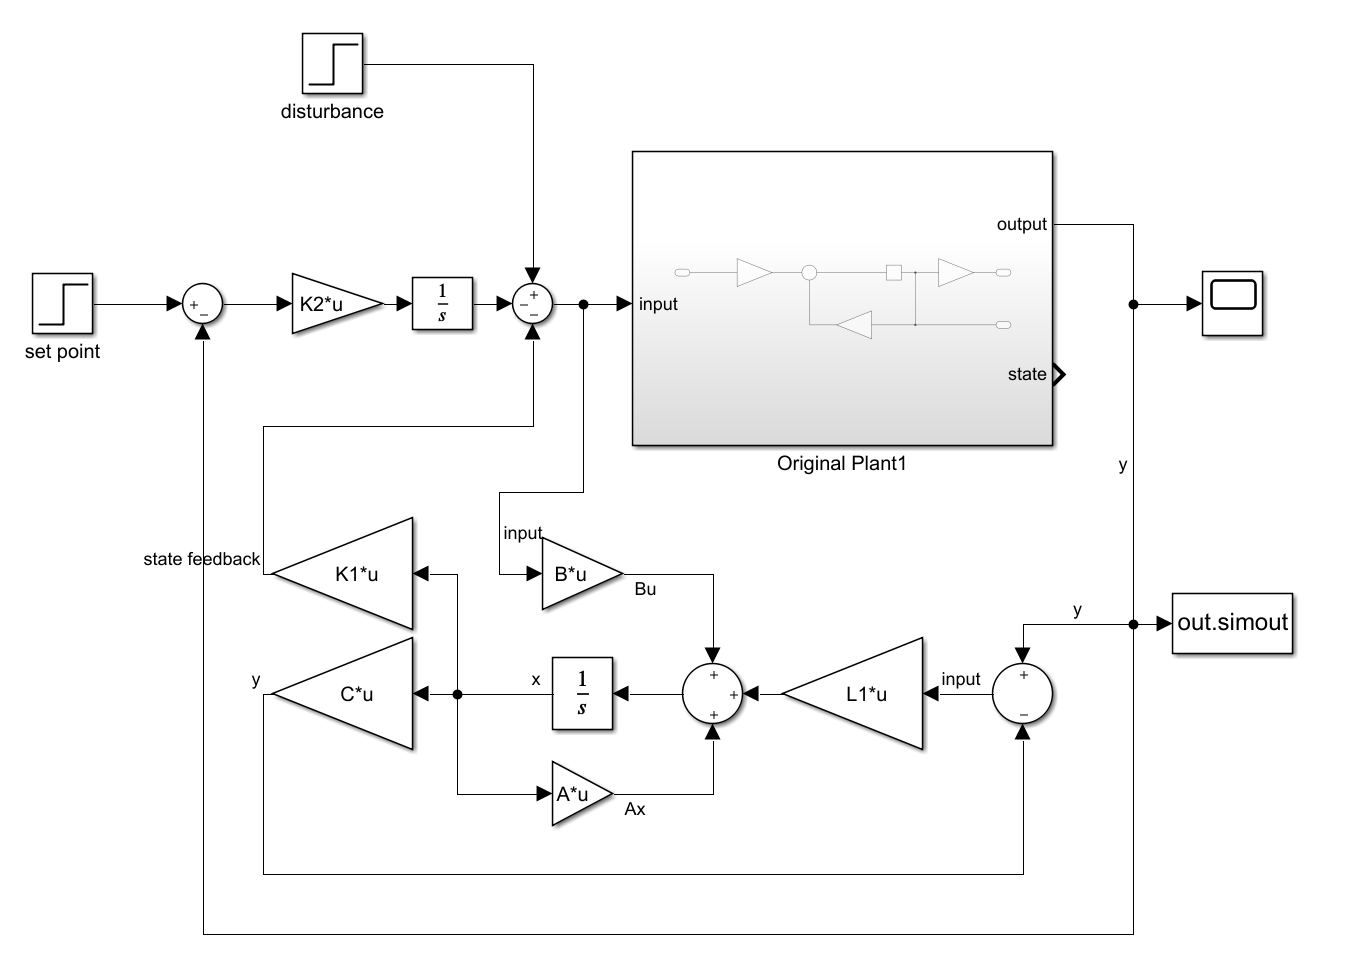 disturbance
output
+
−
K2*u
1
s
+
−
−
input
set point
state
Original Plant1
y
input
state feedback
K1*u
B*u
Bu
y
out.simout
y
C*u
x
1
s
+
+
+
L1*u
input
+
−
A*u
Ax